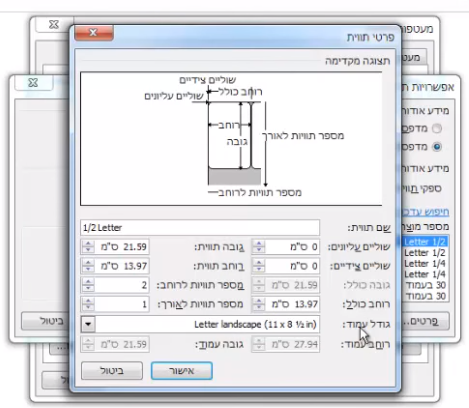 מעטפו
פרטי תווית
מעט
תצוגה מקדימה
אפשרויות ת
שוליים צידיים
רוחב כולל
שוליים עליונים
רוחב
גובה
מספר תוויות לאורך
מספר תוויות לרוחב
מידע אודות
מדפס
מדפס
מידע אודות
ספקי תווי
חיפוש עדכו
מספר מוצר
1/2 Letter
1/2 Letter
1/4 Letter
1/4 Letter
30 בעמוד
30 בעמוד
שם תווית: 1/2 Letter
שוליים עליונים: 0 ס"מ גובה תווית: 21.59 ס"מ
שוליים צידיים: 0 ס"מ רוחב תווית: 13.97 ס"מ
גובה כולל: 21.59 ס"מ מספר תוויות לרוחב: 2
רוחב כולל: 13.97 ס"מ מספר תוויות לאורך: 1
גודל עמוד: Letter landscape (11 x 8 ½ in)
רוחב עמוד: 27.94 ס"מ גובה עמוד: 21.59 ס"מ
פרטים...
ביטול
אישור
ביטול